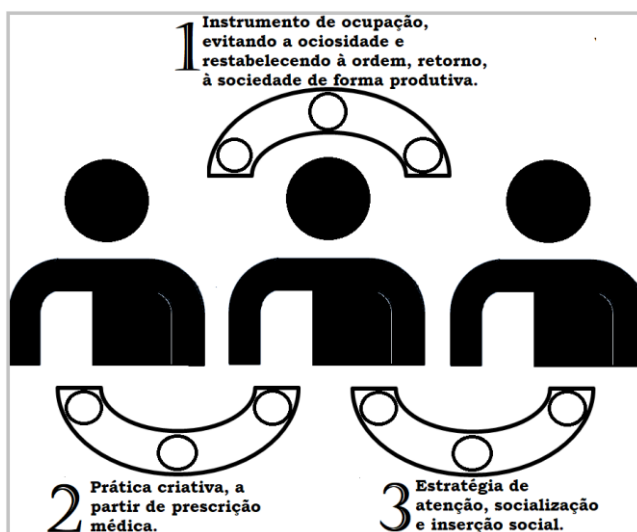 1 Instrumento de ocupação,
evitando a ociosidade e
restabelecendo à ordem, retorno,
à sociedade de forma produtiva.
2 Prática criativa, a
partir de prescrição
médica.
3 Estratégia de
atenção, socialização
e inserção social.